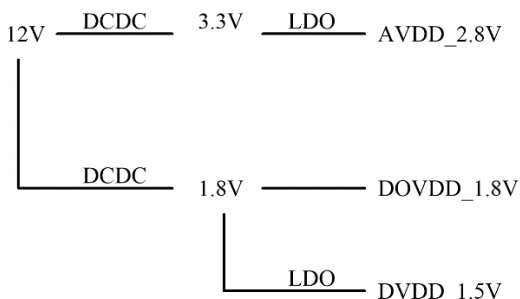 12V DCDC 3.3V LDO AVDD_2.8V
DCDC 1.8V DOVDD_1.8V
LDO DVDD_1.5V